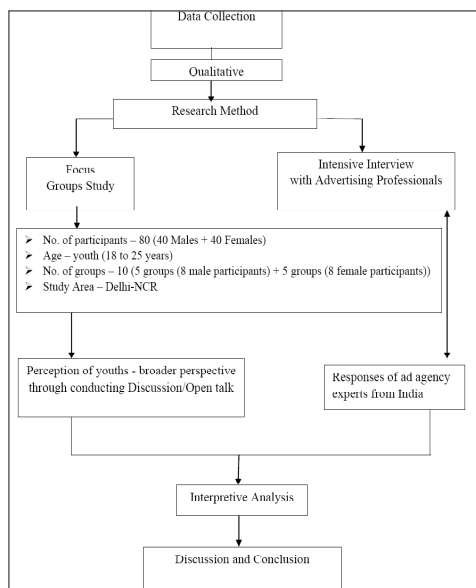 Data Collection
Qualitative
Research Method
Focus
Groups Study
Intensive Interview
with Advertising Professionals
➢ No. of participants – 80 (40 Males + 40 Females)
➢ Age – youth (18 to 25 years)
➢ No. of groups – 10 (5 groups (8 male participants) + 5 groups (8 female participants))
➢ Study Area – Delhi-NCR
Perception of youths - broader perspective
through conducting Discussion/Open talk
Responses of ad agency
experts from India
Interpretive Analysis
Discussion and Conclusion